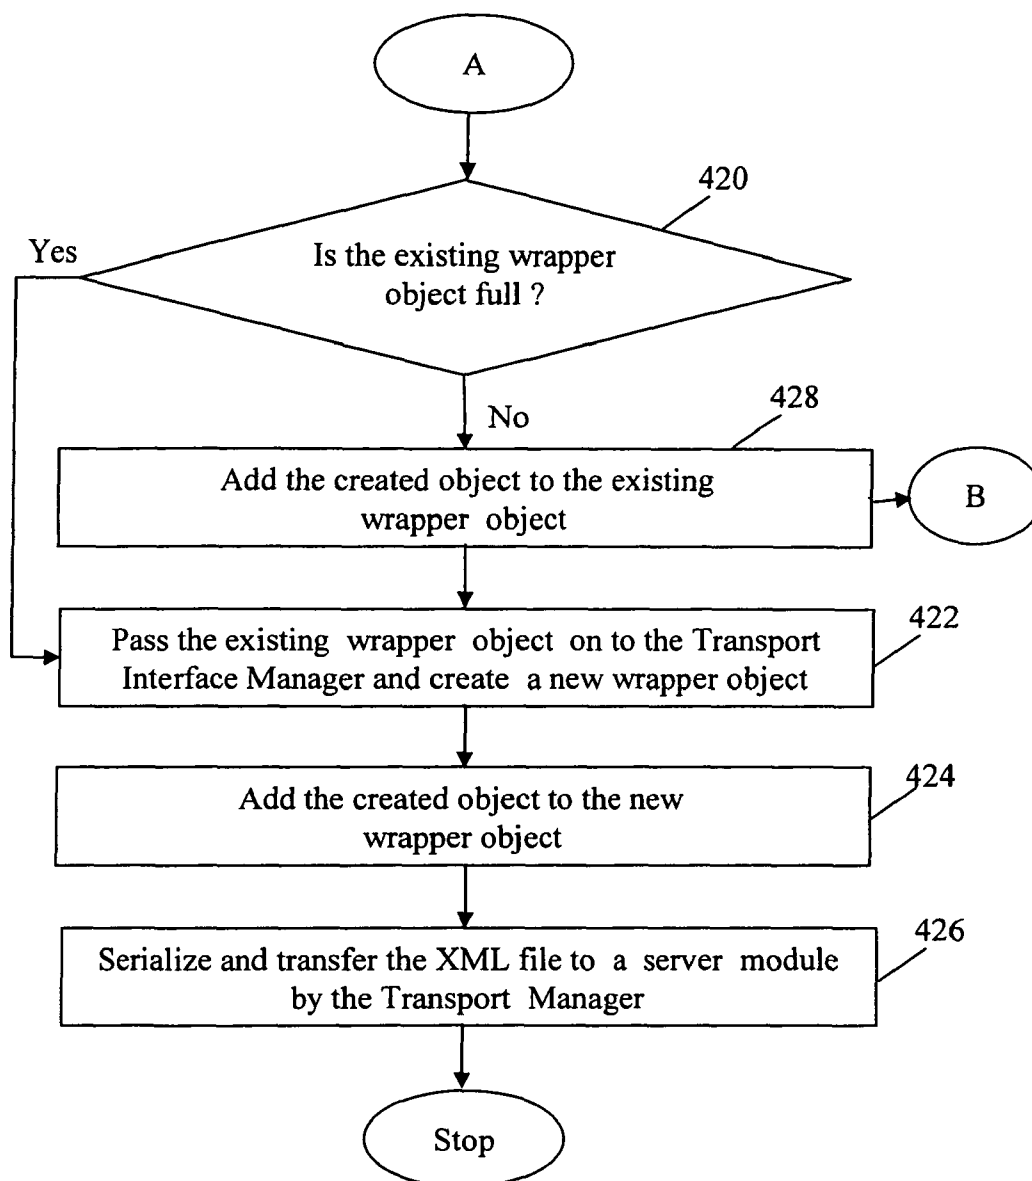 A
420
Yes
Is the existing wrapper
object full ?
No
428
Add the created object to the existing
wrapper object
B
422
Pass the existing wrapper object on to the Transport
Interface Manager and create a new wrapper object
424
Add the created object to the new
wrapper object
426
Serialize and transfer the XML file to a server module
by the Transport Manager
Stop